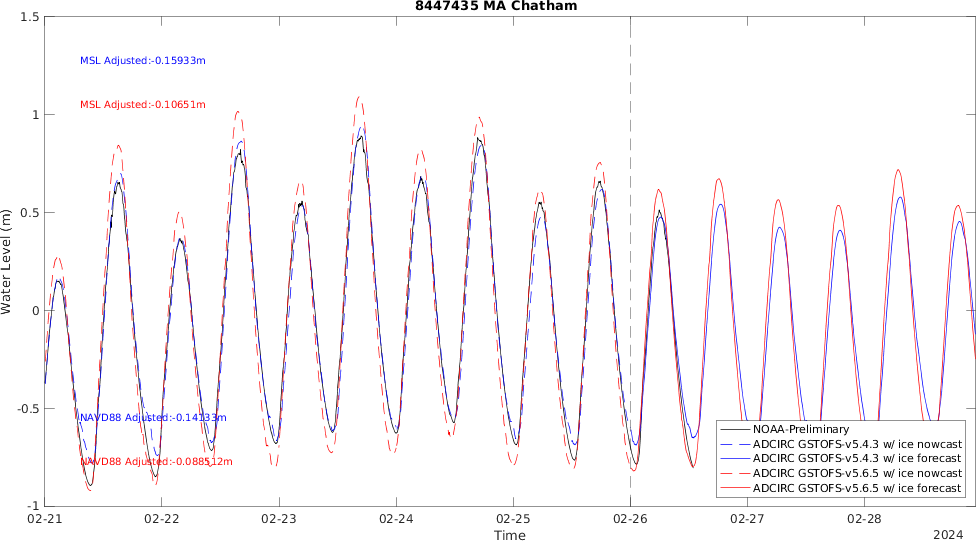 8447435 MA Chatham
1.5
1
0.5
0
-0.5
-1
Water Level (m)
MSL Adjusted:-0.15933m
MSL Adjusted:-0.10651m
NAVD88 Adjusted:-0.14133m
NAVD88 Adjusted:-0.088512m
NOAA-Preliminary
ADCIRC GSTOFS-v5.4.3 w/ ice nowcast
ADCIRC GSTOFS-v5.4.3 w/ ice forecast
ADCIRC GSTOFS-v5.6.5 w/ ice nowcast
ADCIRC GSTOFS-v5.6.5 w/ ice forecast
02-21 02-22 02-23 02-24 02-25 02-26 02-27 02-28
Time
2024